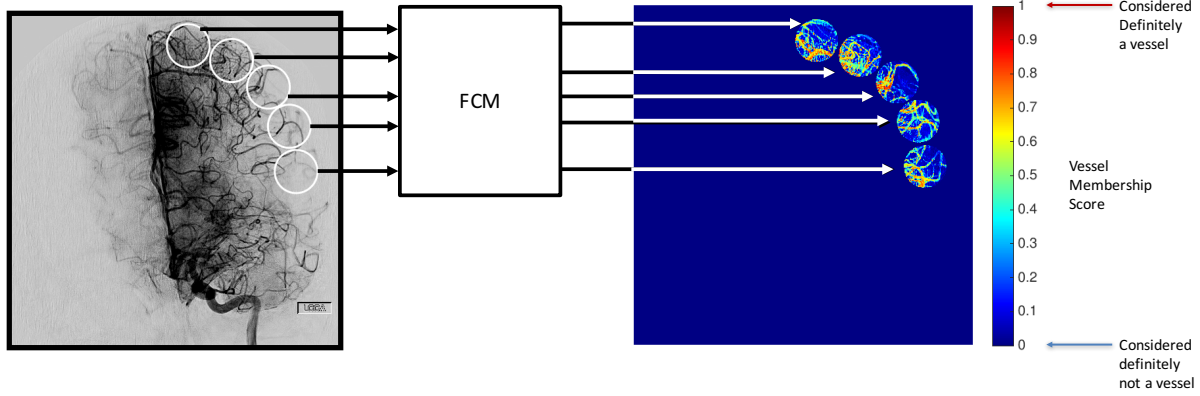 FCM
1
0.9
0.8
0.7
0.6
0.5
0.4
0.3
0.2
0.1
0
Considered
Definitely
a vessel
Vessel
Membership
Score
Considered
definitely
not a vessel